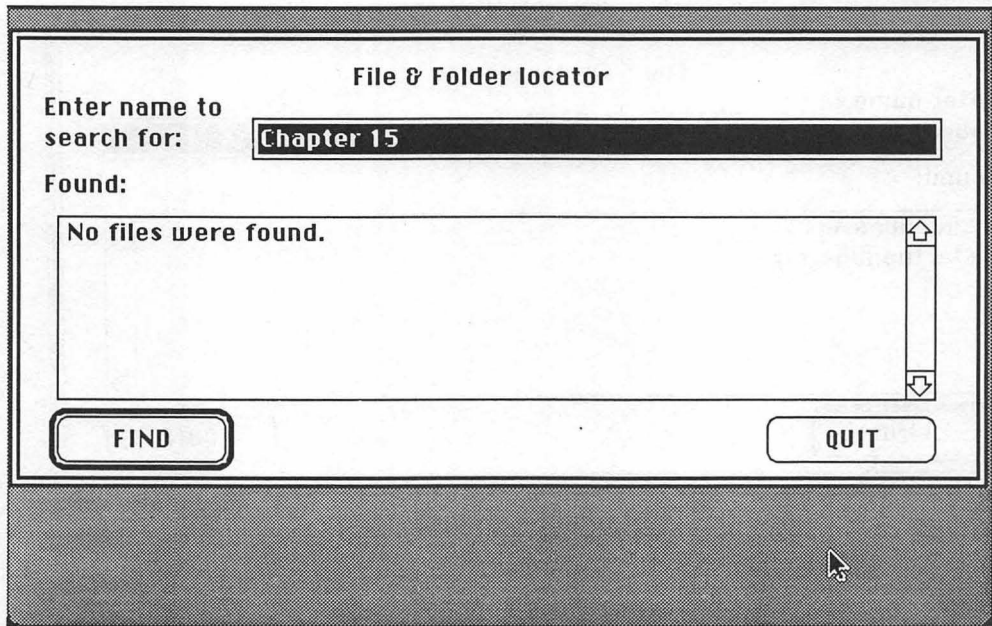 File & Folder locator
Enter name to
search for:
Chapter 15
Found:
No files were found.
FIND
QUIT